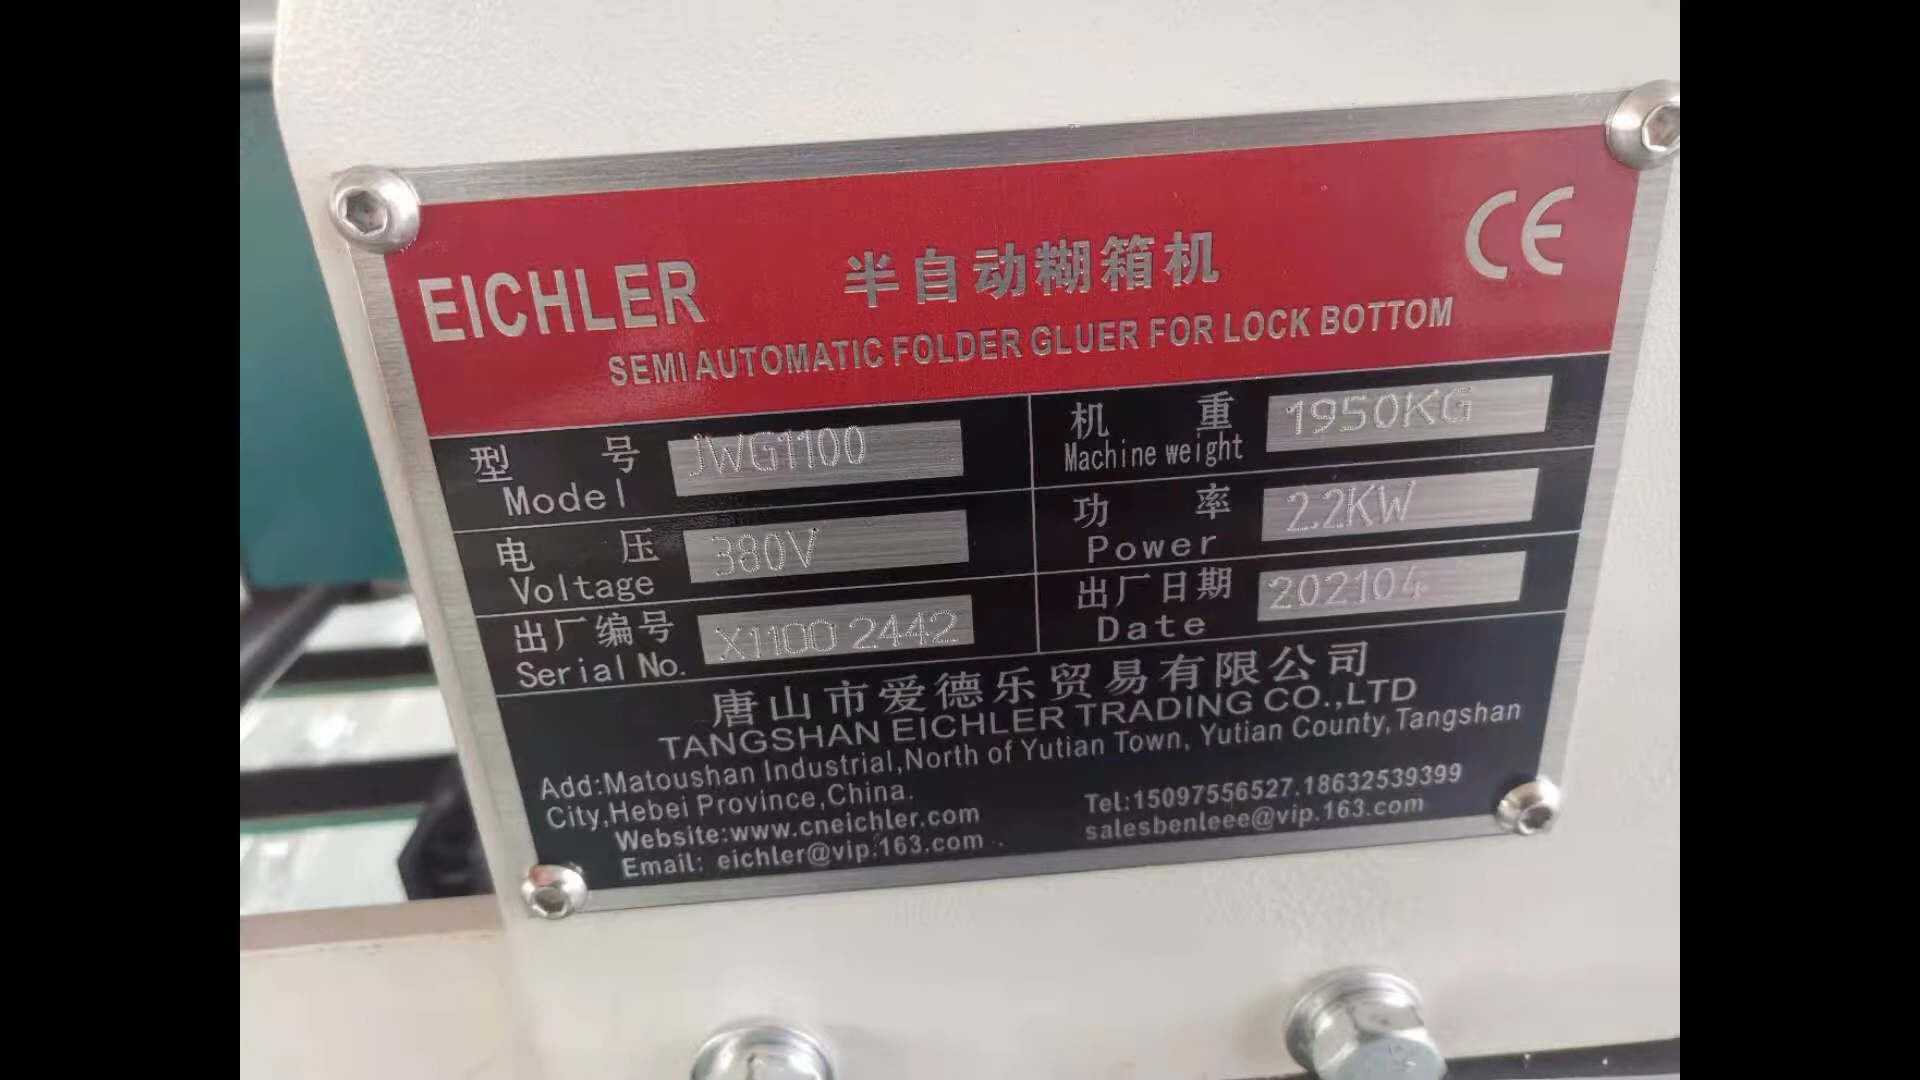 CE
EICHLER 半自动糊箱机
SEMI AUTOMATIC FOLDER GLUER FOR LOCK BOTTOM
型号 JWG1100
Model
机重 1950KG
Machine weight
电压 380V
Voltage
功率 2.2KW
Power
出厂编号 X1100 2442
Serial No.
出厂日期 202104
Date
唐山市爱德乐贸易有限公司
TANGSHAN EICHLER TRADING CO.,LTD
Add:Matoushan Industrial,North of Yutian Town, Yutian County,Tangshan
City,Hebei Province,China.
Tel:15097556527.18632539399
Website:www.cneichler.com
salesbenleee@vip.163.com
Email: eichler@vip.163.com